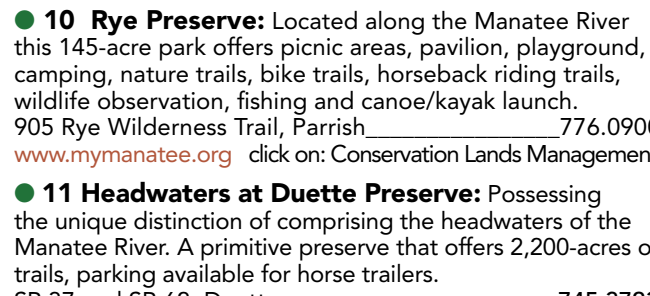 ● 10 Rye Preserve: Located along the Manatee River
this 145-acre park offers picnic areas, pavilion, playground,
camping, nature trails, bike trails, horseback riding trails,
wildlife observation, fishing and canoe/kayak launch.
905 Rye Wilderness Trail, Parrish________________776.0900
www.mymanatee.org click on: Conservation Lands Managemen
● 11 Headwaters at Duette Preserve: Possessing
the unique distinction of comprising the headwaters of the
Manatee River. A primitive preserve that offers 2,200-acres o
trails, parking available for horse trailers.